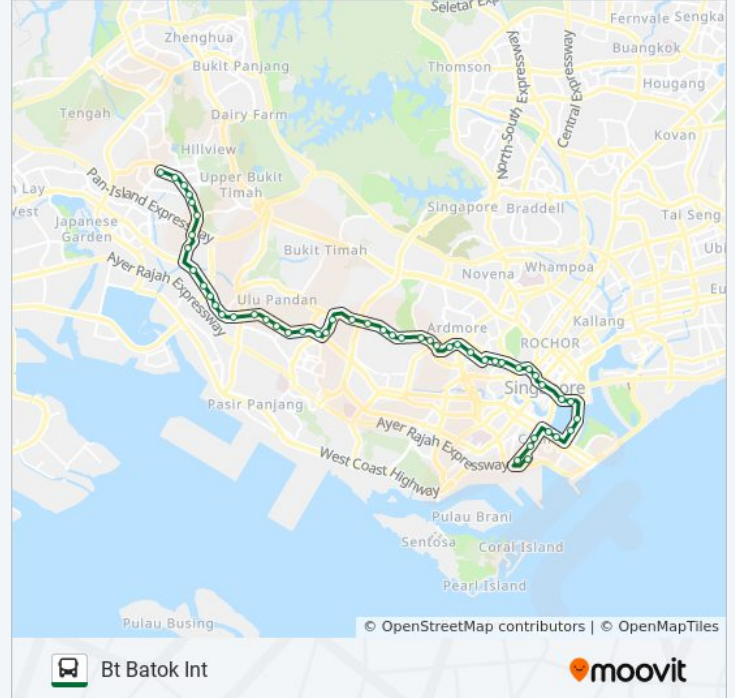 Seletar Exp
Fernvale
Sengka
Zhenghua
Buangkok
Bukit Panjang
Thomson
North-South Expressway
Central Expressway
Hougang
Tengah
Dairy Farm
Kovan
Hillview
Pan-Island Expressway
Upper Bukit
Timah
n Lay
West
Singapore
Braddell
Tai Seng
Japanese
Garden
Bukit Timah
Ubi
Ayer Rajah Expressway
Novena
Whampoa
Eu
Ulu Pandan
Ardmore
Kallang
ROCHOR
Singapore
Pasir Panjang
Ayer Rajah Expressway
West Coast Highway
Pulau Brani
Sentosa
Coral Island
Pearl Island
Pulau Busing
© OpenStreetMap contributors | © OpenMapTiles
Bt Batok Int
moovit